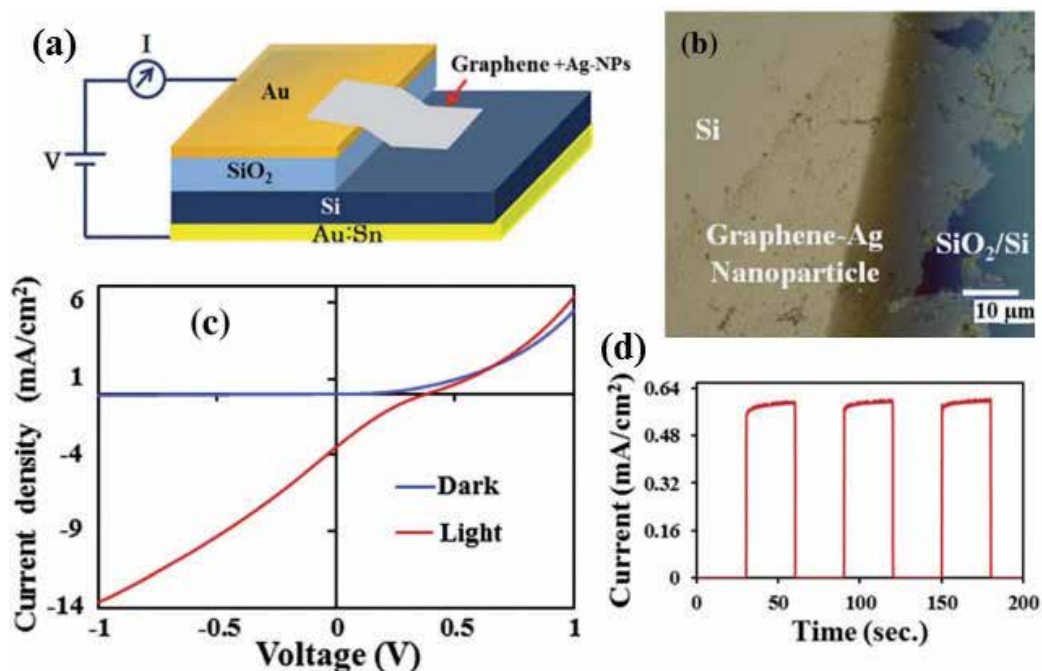 (a)
I
V
Au
Graphene +Ag-NPs
SiO₂
Si
Au:Sn
(b)
Si
Graphene-Ag
Nanoparticle
SiO₂/Si
10 μm
(c)
Current density (mA/cm²)
6
1
-4
-9
-14
Dark
Light
-1
-0.5
0
0.5
1
Voltage (V)
(d)
Current (mA/cm²)
0.64
0.48
0.32
0.16
0
0
50
100
150
200
Time (sec.)